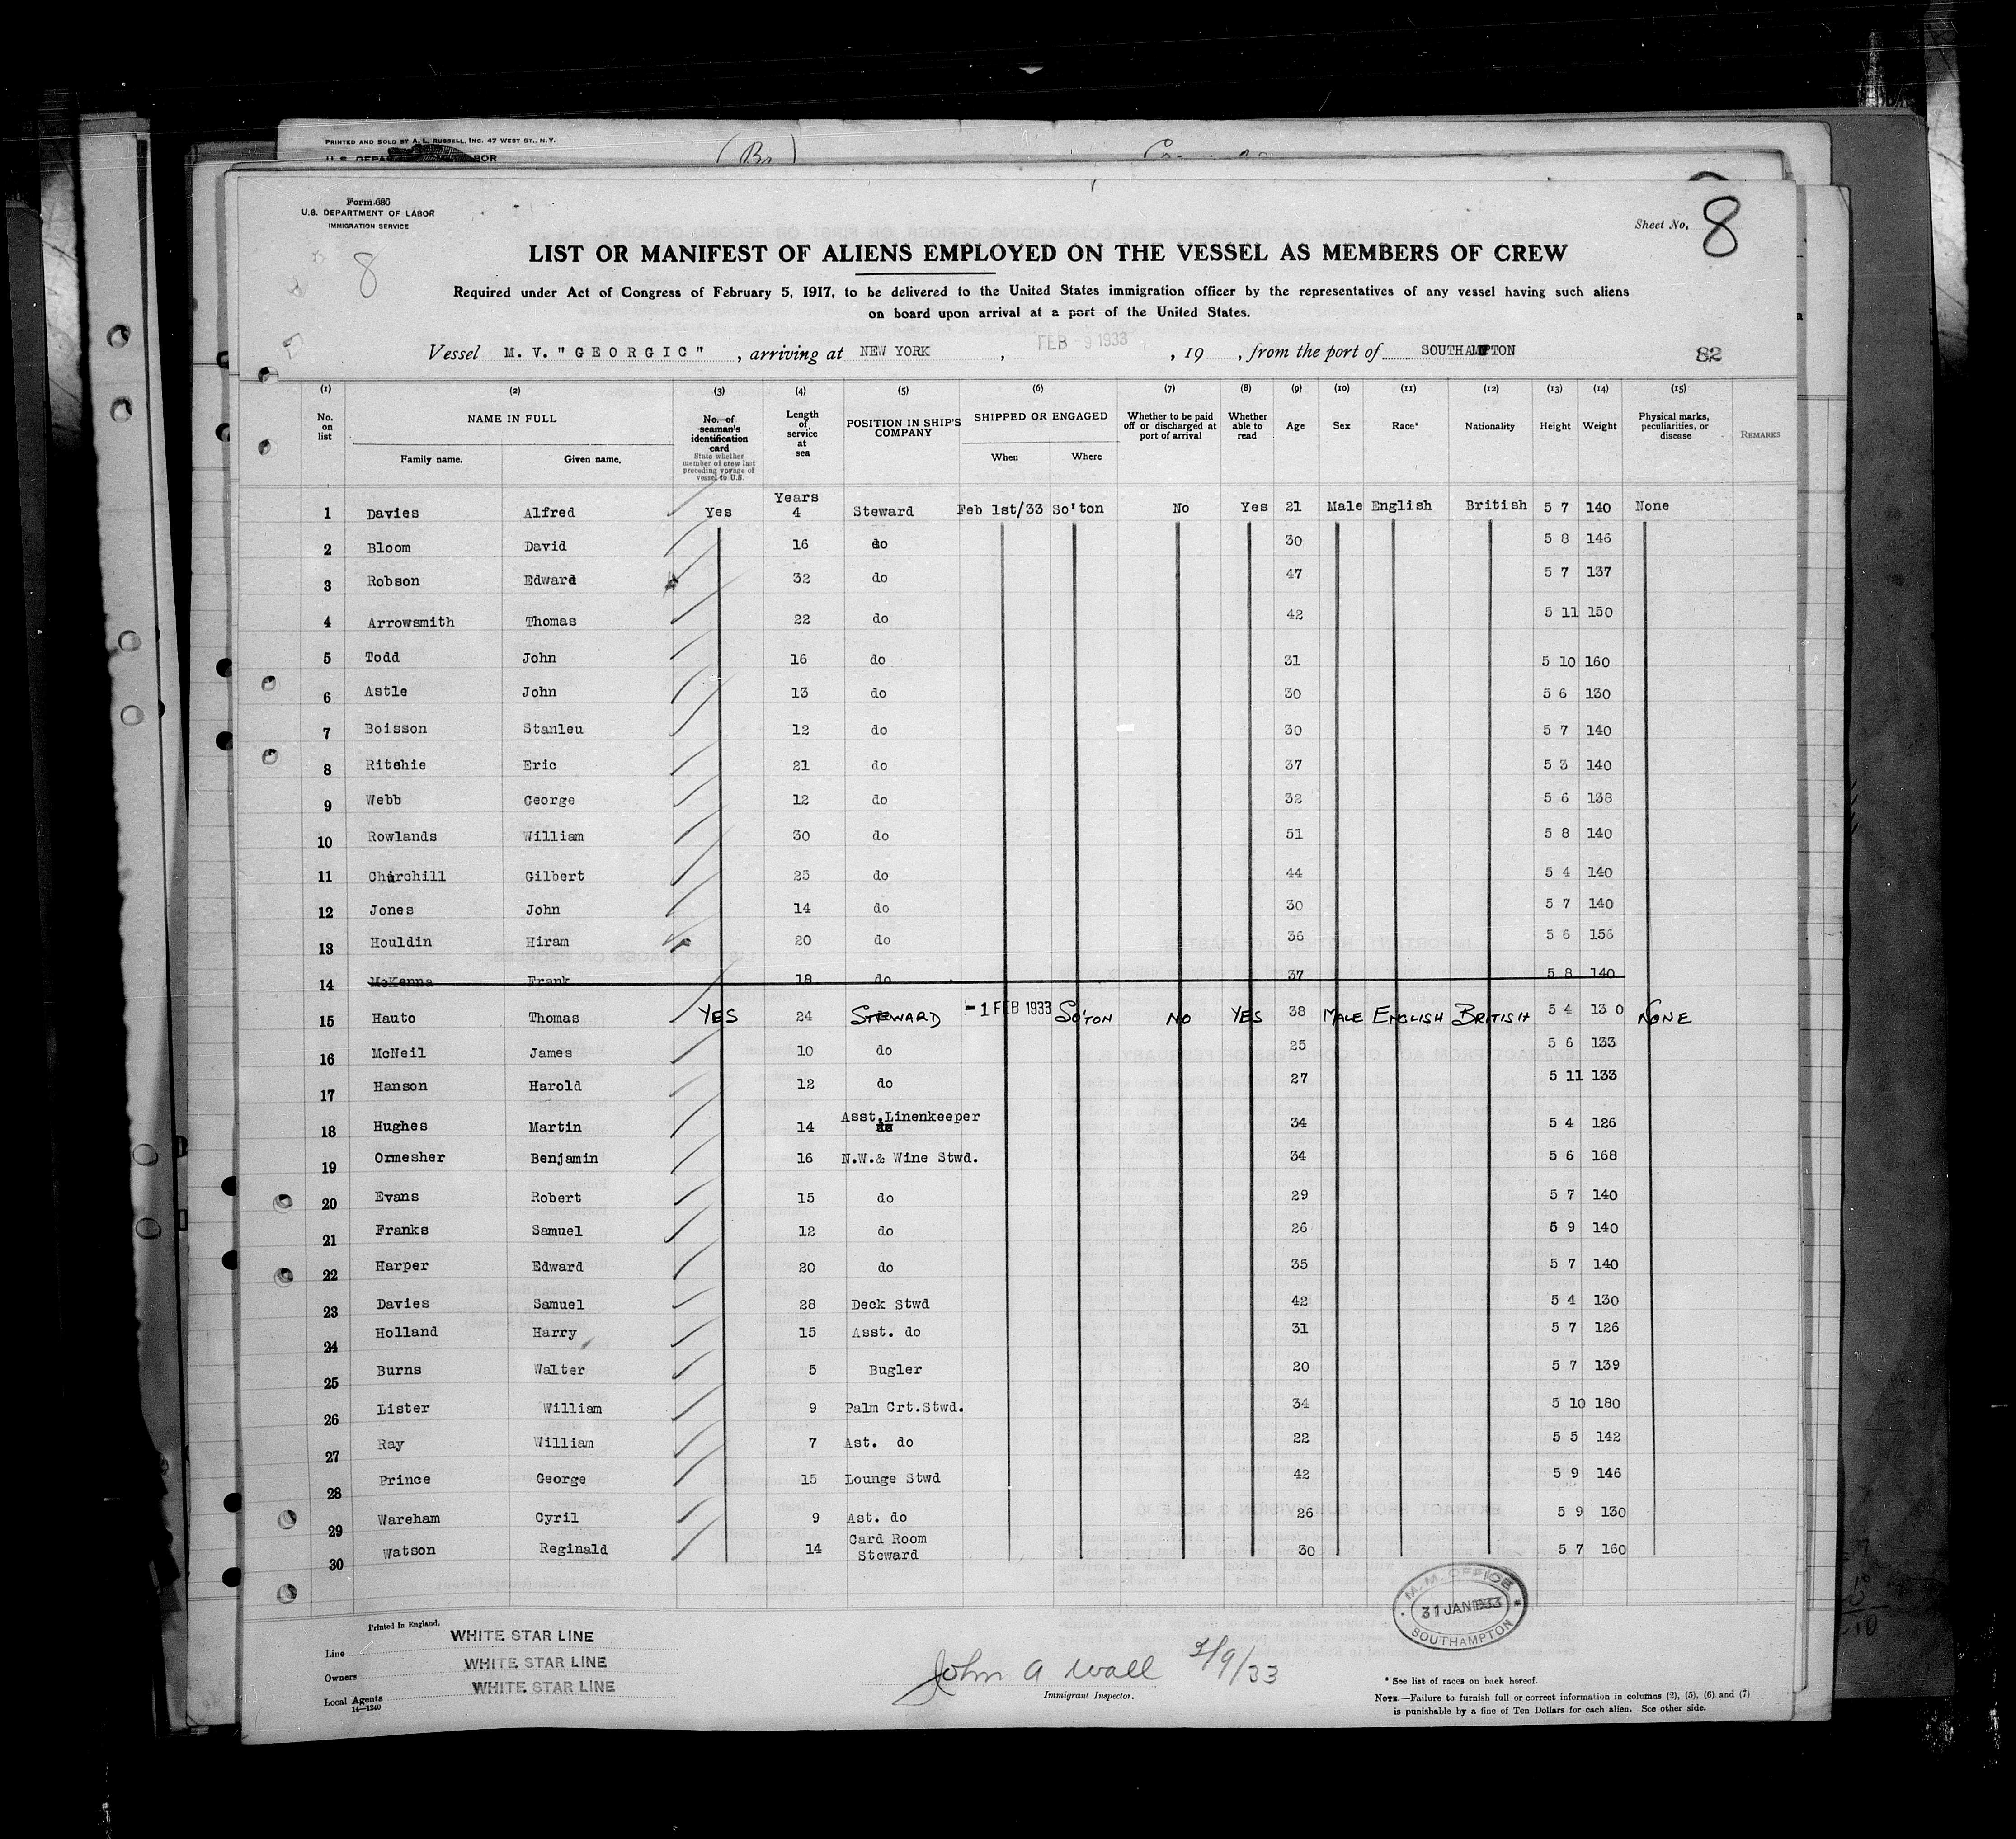 PRINTED AND SOLD BY A. L. RUSSELL, INC. 47 WEST ST., N.Y.
Form 680
U.S. DEPARTMENT OF LABOR
IMMIGRATION SERVICE
8
Sheet No. 8
LIST OR MANIFEST OF ALIENS EMPLOYED ON THE VESSEL AS MEMBERS OF CREW
Required under Act of Congress of February 5, 1917, to be delivered to the United States immigration officer by the representatives of any vessel having such aliens
on board upon arrival at a port of the United States.
Vessel M. V. "GEORGIC", arriving at NEW YORK, FEB -9 1933, 19 , from the port of SOUTHAMPTON 82
(1) (2) (3) (4) (5) (6) (7) (8) (9) (10) (11) (12) (13) (14) (15)
No. on list NAME IN FULL Family name. Given name. No. of seaman's identification card State whether member of crew last preceding voyage of vessel to U.S. Length of service at sea POSITION IN SHIP'S COMPANY SHIPPED OR ENGAGED When Where Whether to be paid off or discharged at port of arrival Whether able to read Age Sex Race* Nationality Height Weight Physical marks, peculiarities, or disease REMARKS
Years
1 Davies Alfred Yes 4 Steward Feb 1st/33 So'ton No Yes 21 Male English British 5 7 140 None
2 Bloom David 16 do 30 5 8 146
3 Robson Edward 32 do 47 5 7 137
4 Arrowsmith Thomas 22 do 42 5 11 150
5 Todd John 16 do 31 5 10 160
6 Astle John 13 do 30 5 6 130
7 Boisson Stanleu 12 do 30 5 7 140
8 Ritchie Eric 21 do 37 5 3 140
9 Webb George 12 do 32 5 6 138
10 Rowlands William 30 do 51 5 8 140
11 Churchill Gilbert 25 do 44 5 4 140
12 Jones John 14 do 30 5 7 140
13 Houldin Hiram 20 do 36 5 6 156
14 McKenna Frank 18 do 37 5 8 140
15 Hauto Thomas YES 24 STEWARD -1 FEB 1933 SO'TON NO YES 38 MALE ENGLISH BRITISH 5 4 13 0 NONE
16 McNeil James 10 do 25 5 6 133
17 Hanson Harold 12 do 27 5 11 133
18 Hughes Martin 14 Asst.Linenkeeper 34 5 4 126
19 Ormesher Benjamin 16 N.W.& Wine Stwd. 34 5 6 168
20 Evans Robert 15 do 29 5 7 140
21 Franks Samuel 12 do 26 5 9 140
22 Harper Edward 20 do 35 5 7 140
23 Davies Samuel 28 Deck Stwd 42 5 4 130
24 Holland Harry 15 Asst. do 31 5 7 126
25 Burns Walter 5 Bugler 20 5 7 139
26 Lister William 9 Palm Crt.Stwd. 34 5 10 180
27 Ray William 7 Ast. do 22 5 5 142
28 Prince George 15 Lounge Stwd 42 5 9 146
29 Wareham Cyril 9 Ast. do 26 5 9 130
30 Watson Reginald 14 Card Room Steward 30 5 7 160
M.M. OFFICE
31 JAN 1933
SOUTHAMPTON
Printed in England.
Line WHITE STAR LINE
Owners WHITE STAR LINE
Local Agents WHITE STAR LINE
14—1240
John A Wall 2/9/33
Immigrant Inspector.
* See list of races on back hereof.
NOTE.—Failure to furnish full or correct information in columns (2), (5), (6) and (7)
is punishable by a fine of Ten Dollars for each alien. See other side.